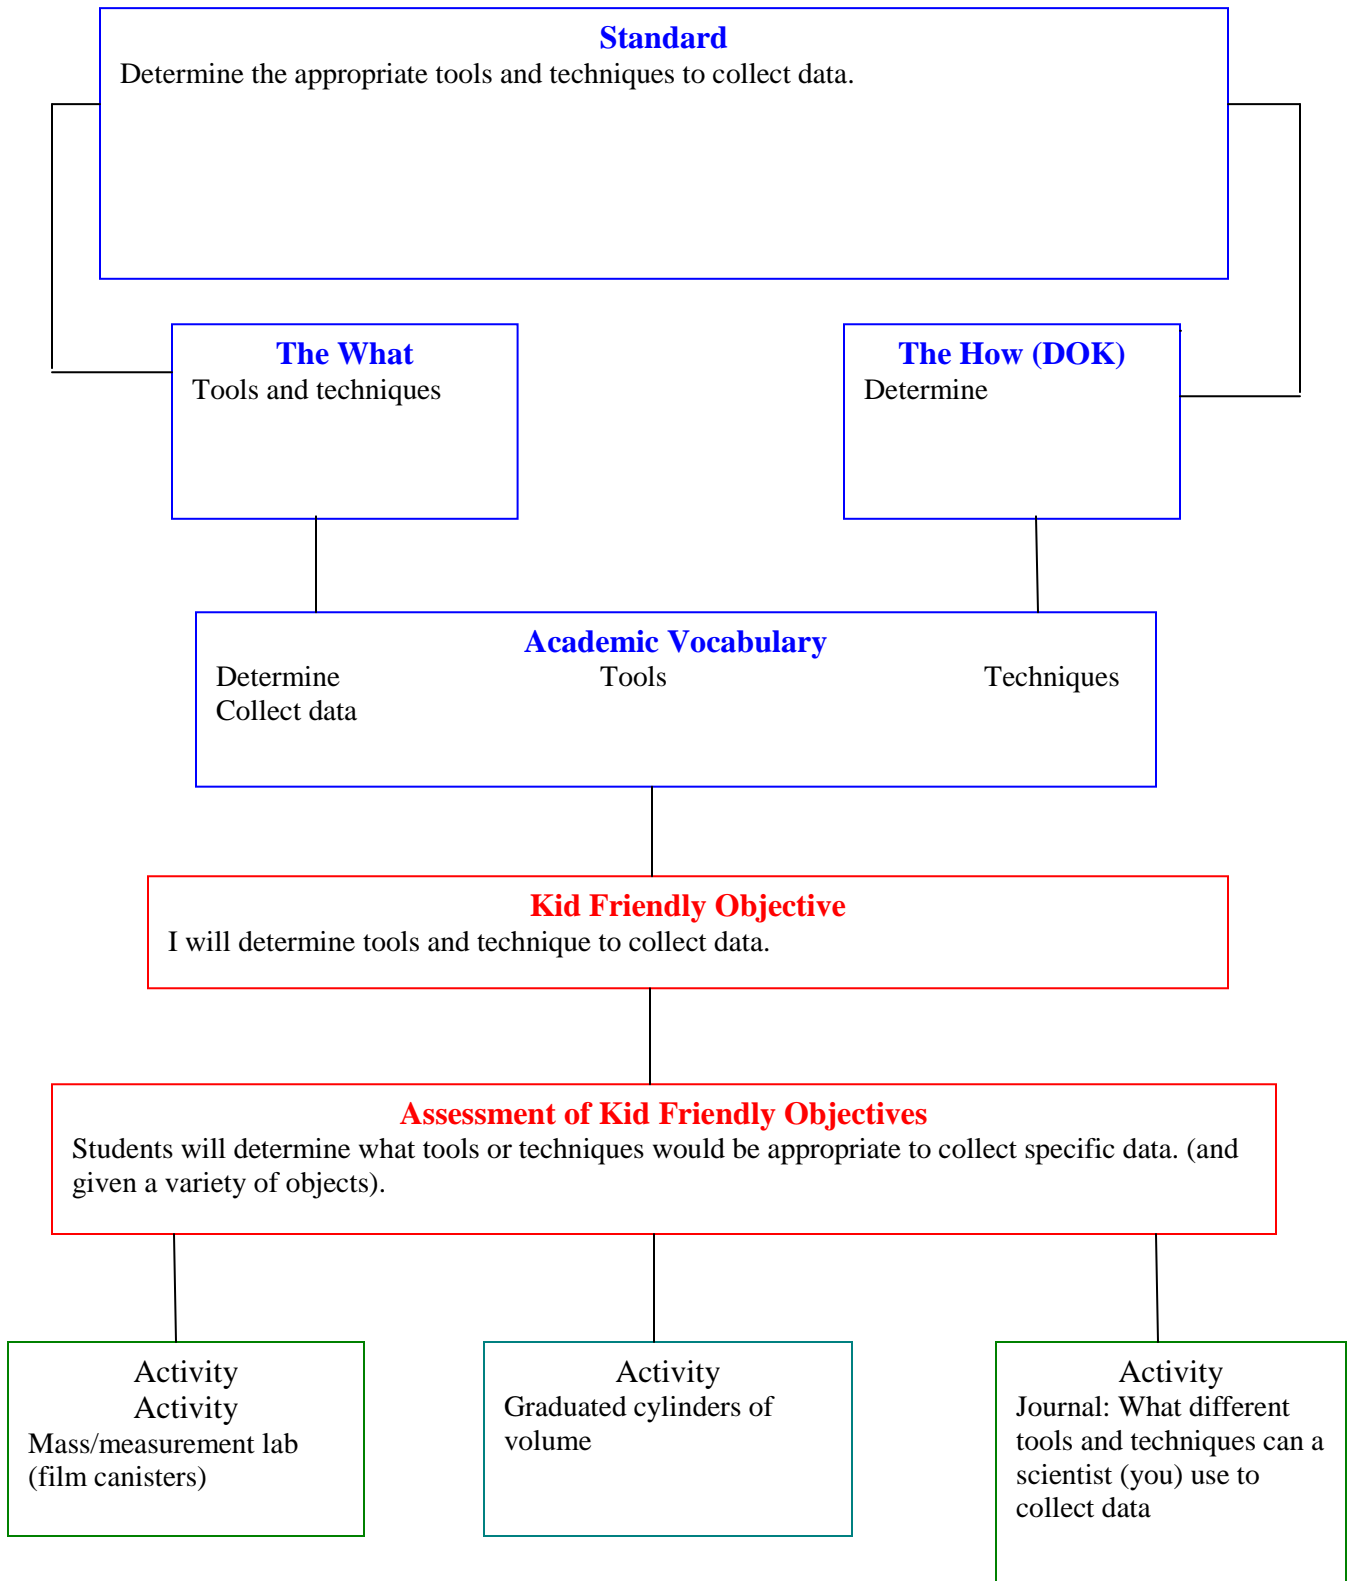 Standard
Determine the appropriate tools and techniques to collect data.
The What
Tools and techniques
The How (DOK)
Determine
Academic Vocabulary
Determine Tools Techniques
Collect data
Kid Friendly Objective
I will determine tools and technique to collect data.
Assessment of Kid Friendly Objectives
Students will determine what tools or techniques would be appropriate to collect specific data. (and
given a variety of objects).
Activity
Activity
Mass/measurement lab
(film canisters)
Activity
Graduated cylinders of
volume
Activity
Journal: What different
tools and techniques can a
scientist (you) use to
collect data